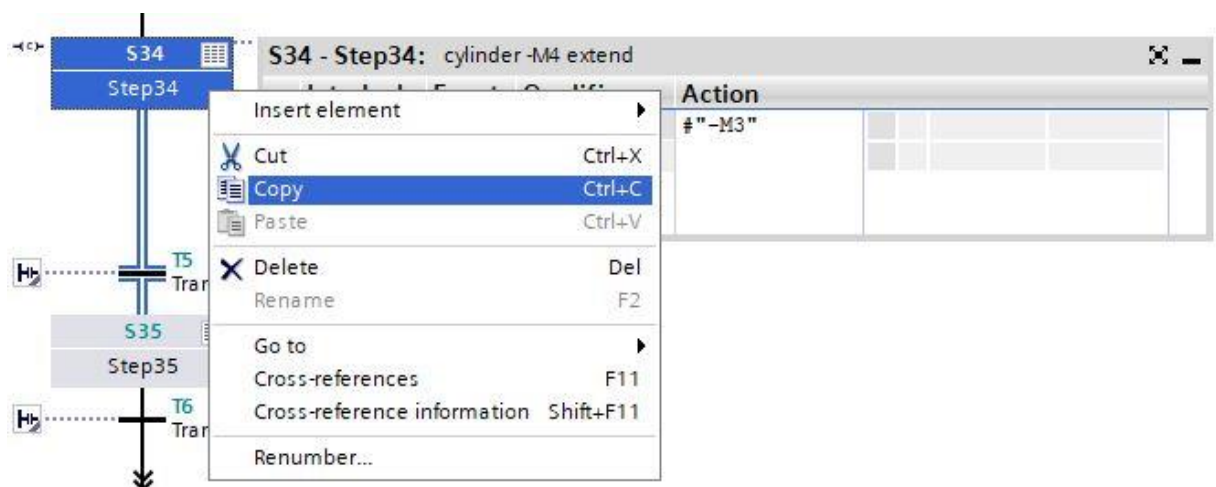 S34
S34 - Step34: cylinder -M4 extend
Step34
Action
Insert element
#"-M3"
Cut Ctrl+X
Copy Ctrl+C
Paste Ctrl+V
T5
Delete Del
Rename F2
S35
Go to
Step35
Cross-references F11
T6
Cross-reference information Shift+F11
Renumber...